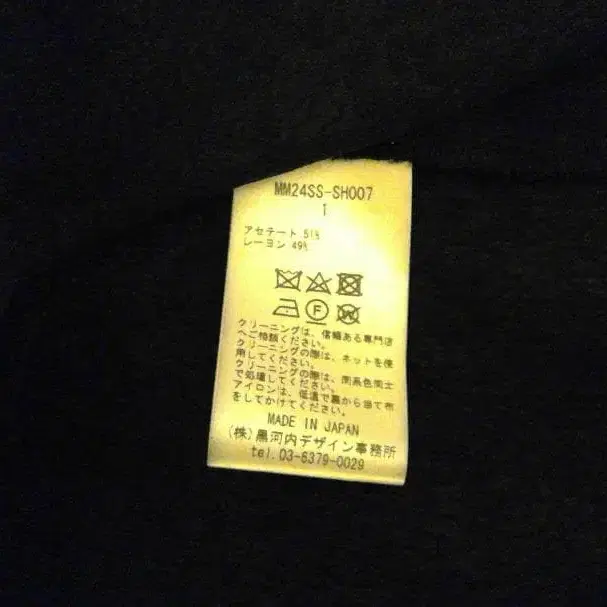 MM24SS-SH007
1
アセテート 51%
レーヨン 49%
F
W
クリーニングは、信頼ある専門店
へご相談ください。
クリーニングの際は、ネットを使
用してください。
クリーニングの際は、同系色同士
で処理してください。
アイロンは、低温で裏から当て布
をしてかけてください。
MADE IN JAPAN
(株)黒河内デザイン事務所
tel.03-6379-0029